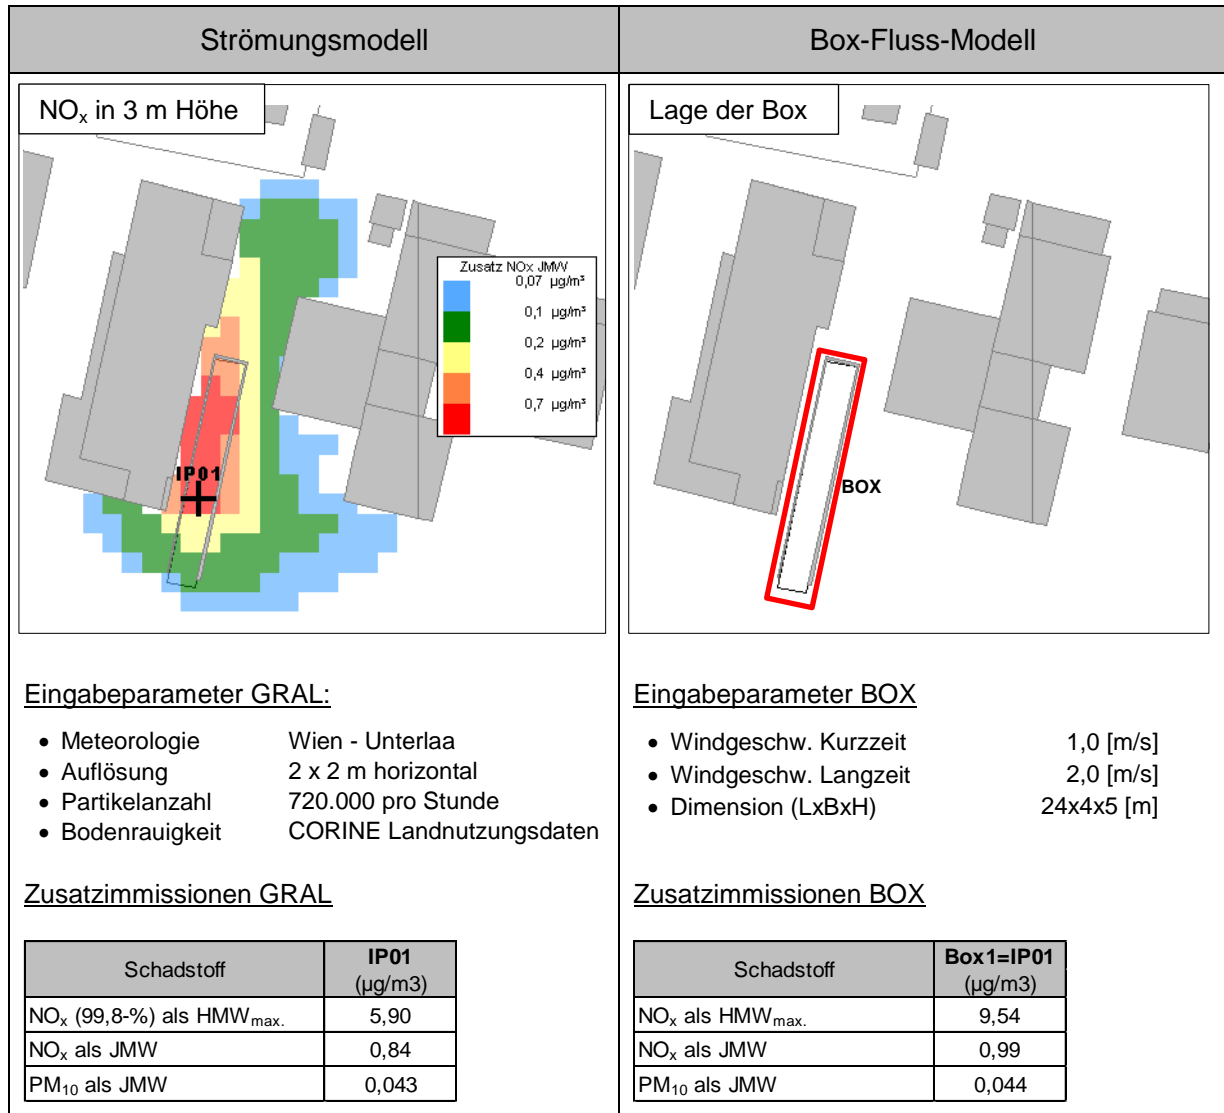 Strömungsmodell
Box-Fluss-Modell
NOₓ in 3 m Höhe
Zusatz NOx JMW
0,07 µg/m³
0,1 µg/m³
0,2 µg/m³
0,4 µg/m³
0,7 µg/m³
IP01
Lage der Box
BOX
Eingabeparameter GRAL:
• Meteorologie Wien - Unterlaa
• Auflösung 2 x 2 m horizontal
• Partikelanzahl 720.000 pro Stunde
• Bodenrauigkeit CORINE Landnutzungsdaten
Zusatzimmissionen GRAL
Schadstoff IP01 (µg/m3)
NOₓ (99,8-%) als HMWmax. 5,90
NOₓ als JMW 0,84
PM₁₀ als JMW 0,043
Eingabeparameter BOX
• Windgeschw. Kurzzeit 1,0 [m/s]
• Windgeschw. Langzeit 2,0 [m/s]
• Dimension (LxBxH) 24x4x5 [m]
Zusatzimmissionen BOX
Schadstoff Box1=IP01 (µg/m3)
NOₓ als HMWmax. 9,54
NOₓ als JMW 0,99
PM₁₀ als JMW 0,044